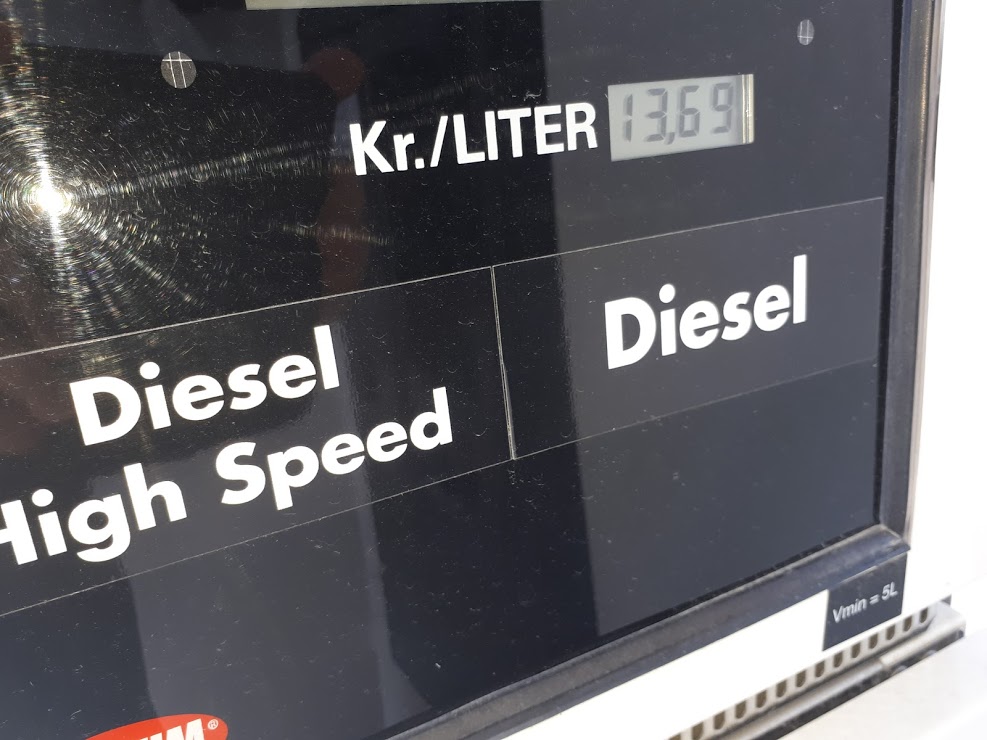 Kr./LITER 13,69
Diesel
High Speed
Diesel
Vmin = 5L